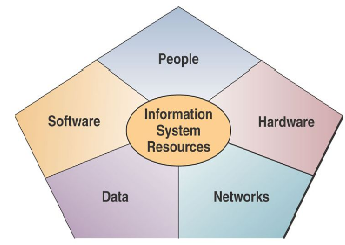 People
Software
Information
System
Resources
Hardware
Data
Networks